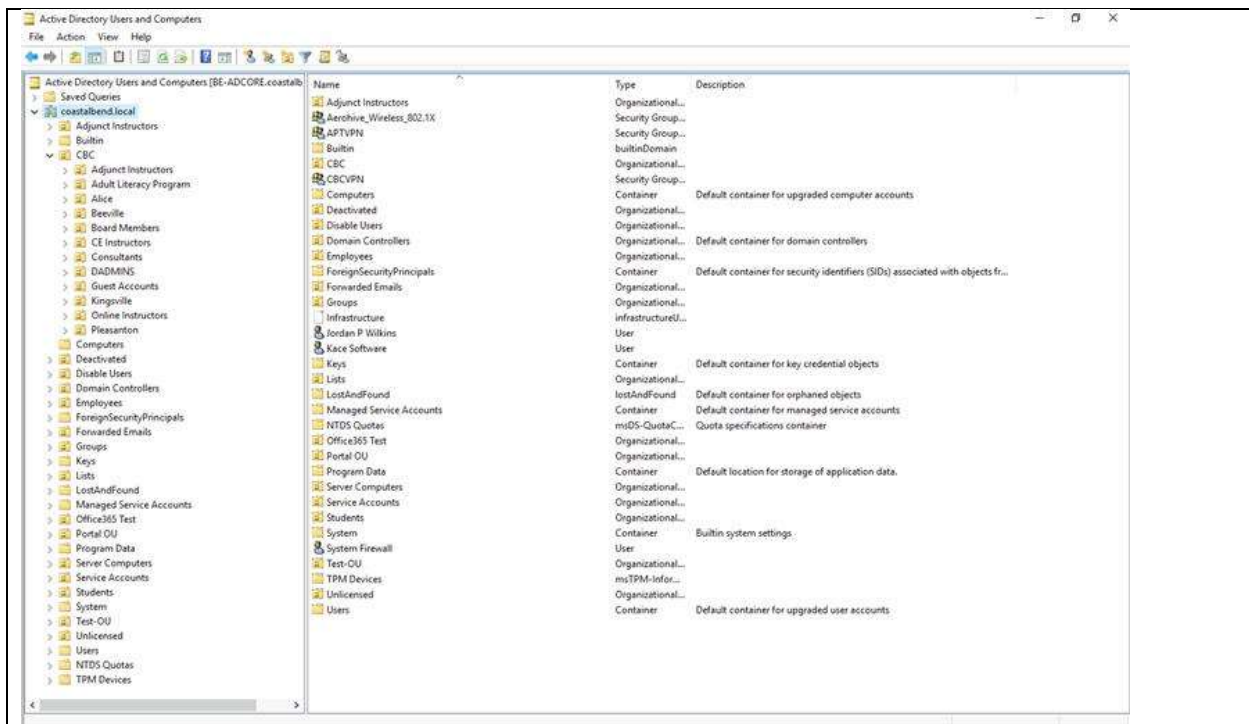 Active Directory Users and Computers
File Action View Help
Active Directory Users and Computers [BE-ADCORE.coastalb
Saved Queries
coastalbend.local
Adjunct Instructors
Builtin
CBC
Adjunct Instructors
Adult Literacy Program
Alice
Beeville
Board Members
CE Instructors
Consultants
DADMINS
Guest Accounts
Kingsville
Online Instructors
Pleasanton
Computers
Deactivated
Disable Users
Domain Controllers
Employees
ForeignSecurityPrincipals
Forwarded Emails
Groups
Keys
Lists
LostAndFound
Managed Service Accounts
Office365 Test
Portal OU
Program Data
Server Computers
Service Accounts
Students
System
Test-OU
Unlicensed
Users
NTDS Quotas
TPM Devices
Name Type Description
Adjunct Instructors Organizational...
Aerohive_Wireless_802.1X Security Group...
APTVPN Security Group...
Builtin builtinDomain
CBC Organizational...
CBCVPN Security Group...
Computers Container Default container for upgraded computer accounts
Deactivated Organizational...
Disable Users Organizational...
Domain Controllers Organizational... Default container for domain controllers
Employees Organizational...
ForeignSecurityPrincipals Container Default container for security identifiers (SIDs) associated with objects fr...
Forwarded Emails Organizational...
Groups Organizational...
Infrastructure infrastructureU...
Jordan P Wilkins User
Kace Software User
Keys Container Default container for key credential objects
Lists Organizational...
LostAndFound lostAndFound Default container for orphaned objects
Managed Service Accounts Container Default container for managed service accounts
NTDS Quotas msDS-QuotaC... Quota specifications container
Office365 Test Organizational...
Portal OU Organizational...
Program Data Container Default location for storage of application data.
Server Computers Organizational...
Service Accounts Organizational...
Students Organizational...
System Container Builtin system settings
System Firewall User
Test-OU Organizational...
TPM Devices msTPM-Infor...
Unlicensed Organizational...
Users Container Default container for upgraded user accounts